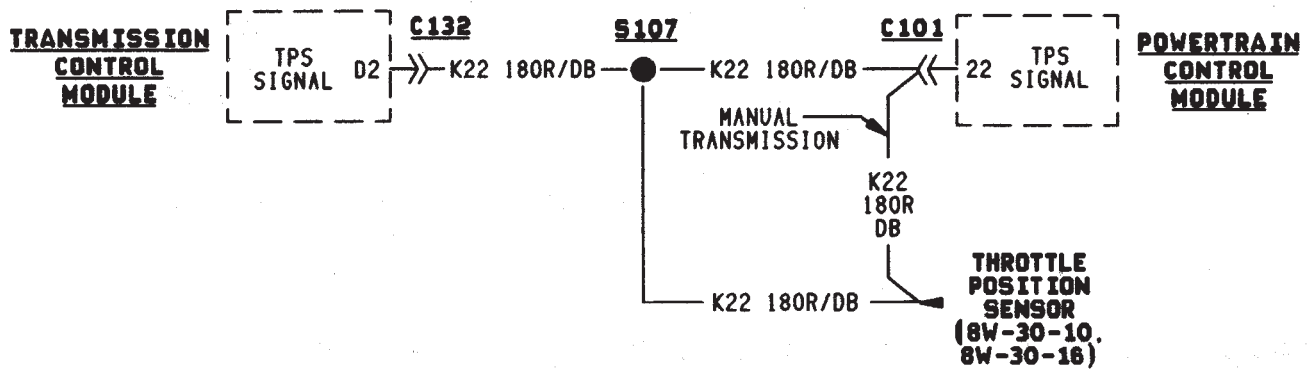 TRANSMISSION
CONTROL
MODULE
TPS
SIGNAL
D2
C132
K22 18OR/DB
S107
K22 18OR/DB
C101
22
TPS
SIGNAL
POWERTRAIN
CONTROL
MODULE
MANUAL
TRANSMISSION
K22
18OR
DB
K22 18OR/DB
THROTTLE
POSITION
SENSOR
(8W-30-10,
8W-30-16)